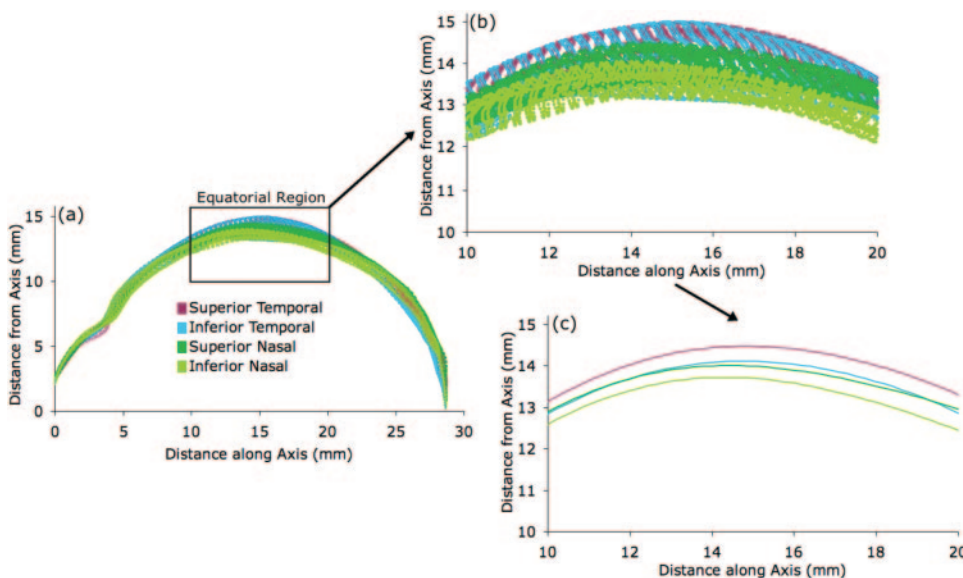 (b)
Distance from Axis (mm)
15
14
13
12
11
10
10 12 14 16 18 20
Distance along Axis (mm)
(a)
Equatorial Region
Distance from Axis (mm)
15
10
5
0
Superior Temporal
Inferior Temporal
Superior Nasal
Inferior Nasal
0 5 10 15 20 25 30
Distance along Axis (mm)
(c)
Distance from Axis (mm)
15
14
13
12
11
10
10 12 14 16 18 20
Distance along Axis (mm)